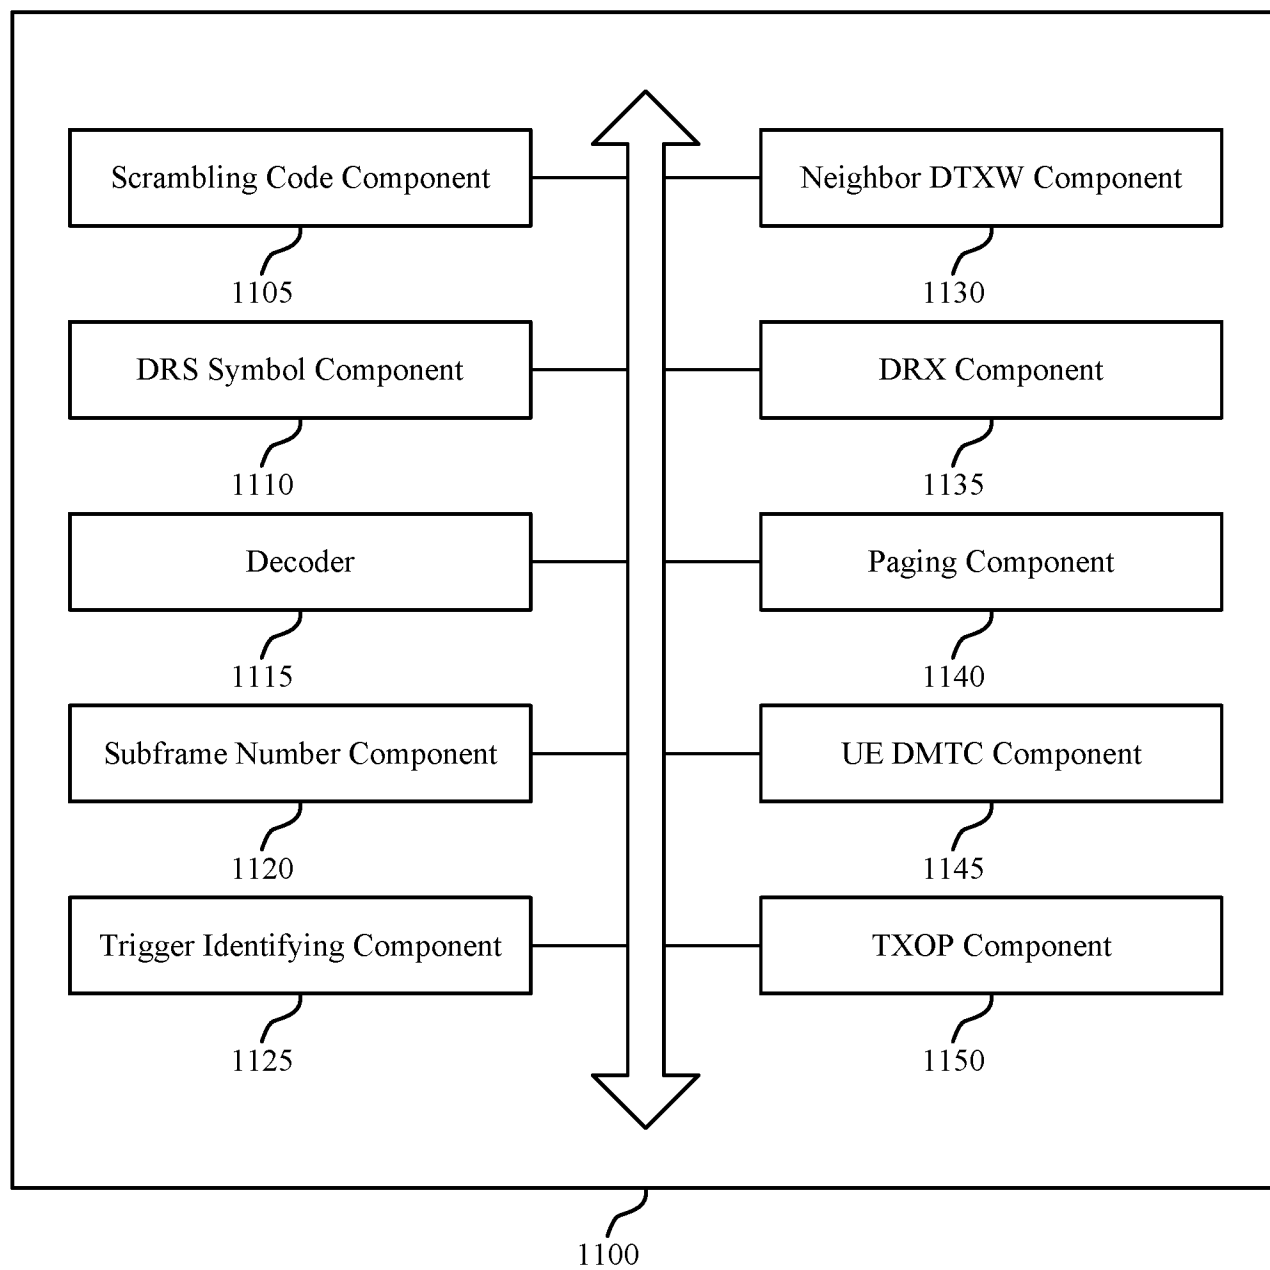 Scrambling Code Component
1105
DRS Symbol Component
1110
Decoder
1115
Subframe Number Component
1120
Trigger Identifying Component
1125
Neighbor DTXW Component
1130
DRX Component
1135
Paging Component
1140
UE DMTC Component
1145
TXOP Component
1150
1100